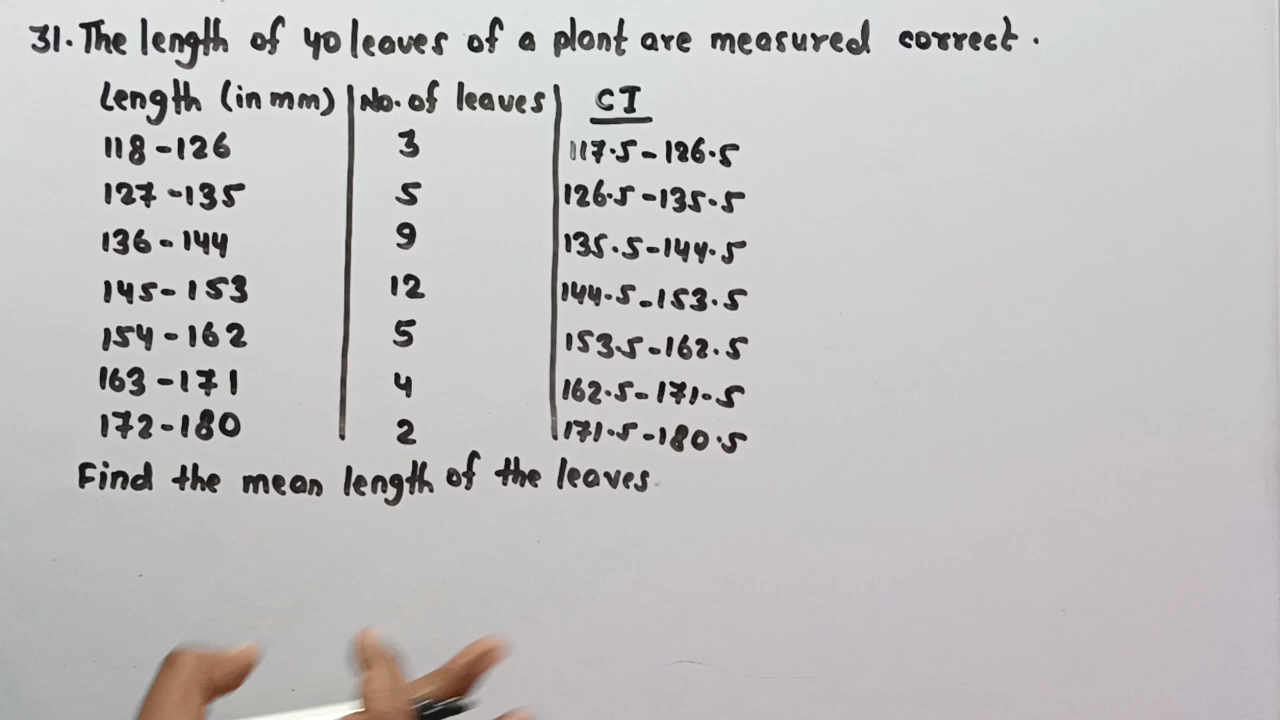 31. The length of 40 leaves of a plant are measured correct.
Length (in mm) No. of leaves CI
118-126 3 117.5-126.5
127-135 5 126.5-135.5
136-144 9 135.5-144.5
145-153 12 144.5-153.5
154-162 5 153.5-162.5
163-171 4 162.5-171.5
172-180 2 171.5-180.5
Find the mean length of the leaves.